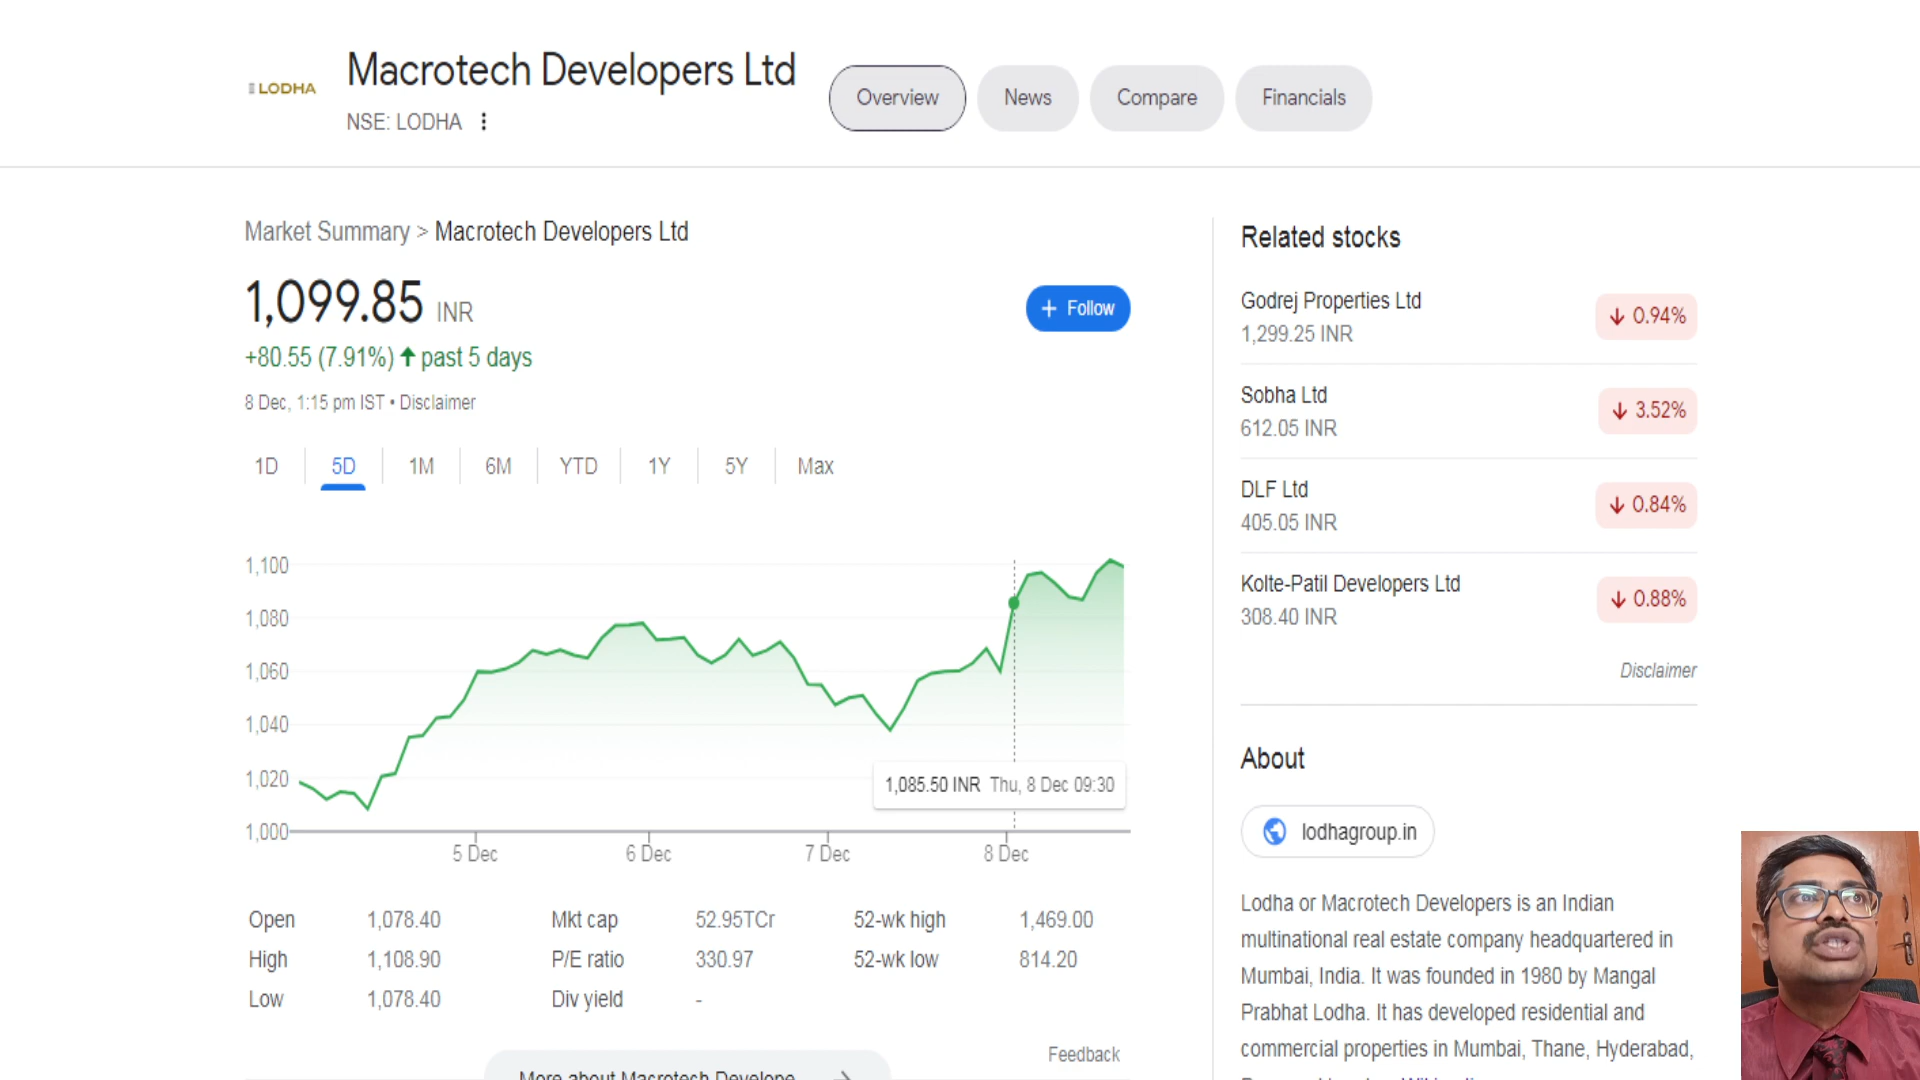 LODHA
Macrotech Developers Ltd
NSE: LODHA
Overview
News
Compare
Financials
Market Summary > Macrotech Developers Ltd
1,099.85 INR
+ Follow
+80.55 (7.91%) ↑ past 5 days
8 Dec, 1:15 pm IST • Disclaimer
1D
5D
1M
6M
YTD
1Y
5Y
Max
1,100
1,080
1,060
1,040
1,020
1,000
1,085.50 INR Thu, 8 Dec 09:30
5 Dec
6 Dec
7 Dec
8 Dec
Open 1,078.40 Mkt cap 52.95TCr 52-wk high 1,469.00
High 1,108.90 P/E ratio 330.97 52-wk low 814.20
Low 1,078.40 Div yield -
Feedback
More about Macrotech Develope... →
Related stocks
Godrej Properties Ltd
1,299.25 INR
↓ 0.94%
Sobha Ltd
612.05 INR
↓ 3.52%
DLF Ltd
405.05 INR
↓ 0.84%
Kolte-Patil Developers Ltd
308.40 INR
↓ 0.88%
Disclaimer
About
lodhagroup.in
Lodha or Macrotech Developers is an Indian
multinational real estate company headquartered in
Mumbai, India. It was founded in 1980 by Mangal
Prabhat Lodha. It has developed residential and
commercial properties in Mumbai, Thane, Hyderabad,